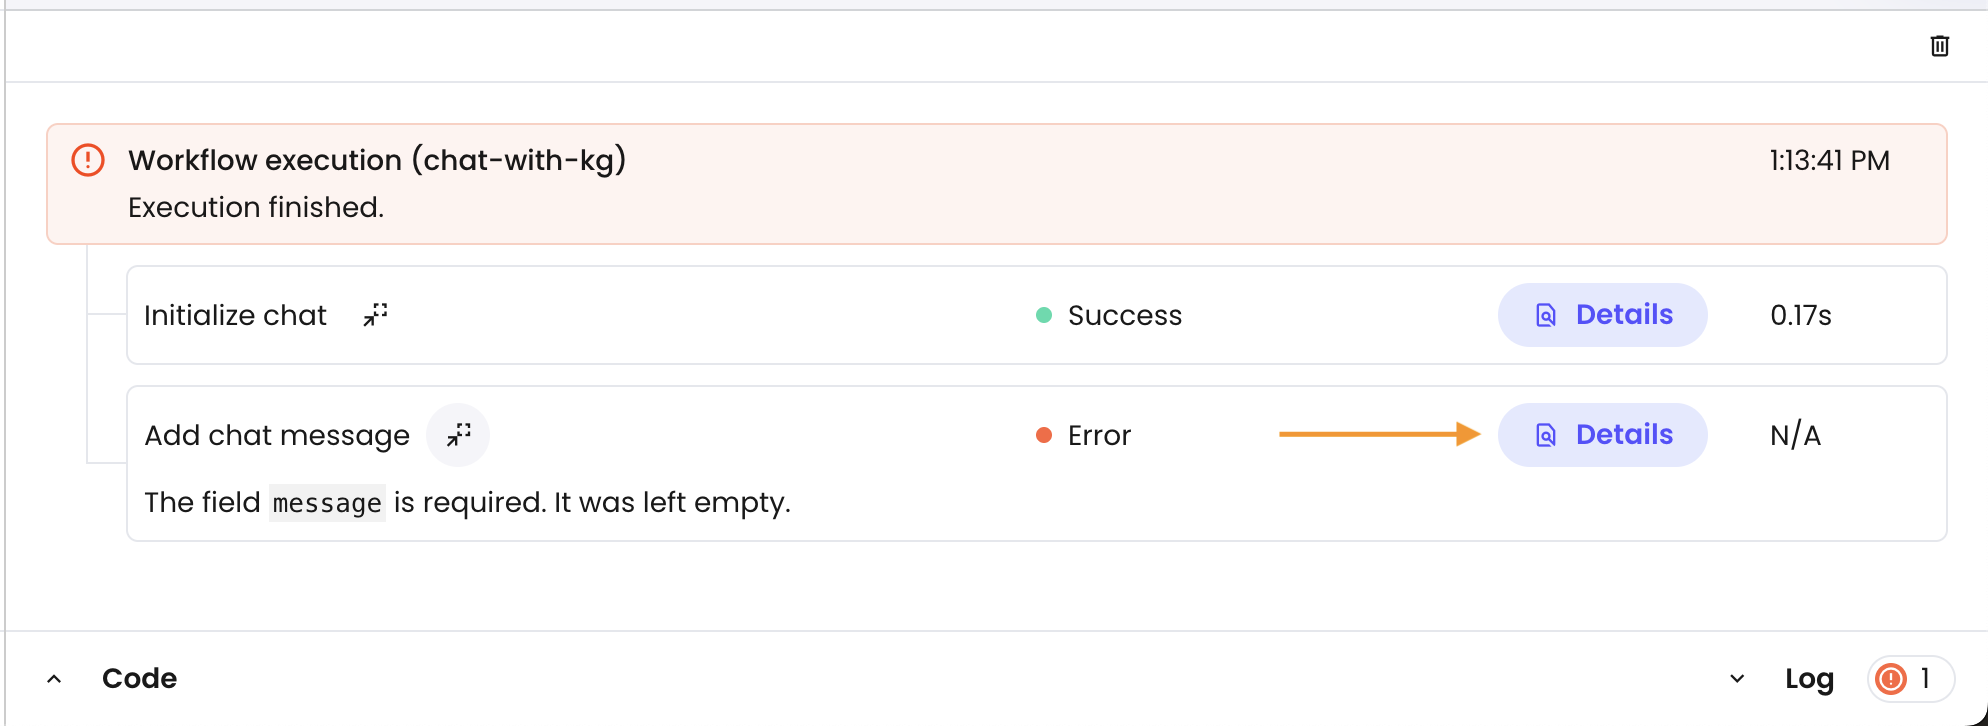 Workflow execution (chat-with-kg) 1:13:41 PM
Execution finished.
Initialize chat Success Details 0.17s
Add chat message Error Details N/A
The field message is required. It was left empty.
Code Log 1